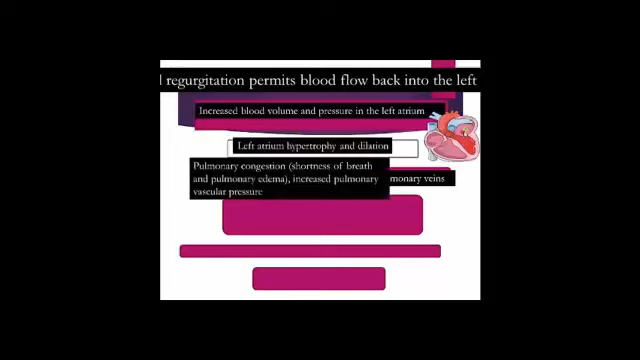 l regurgitation permits blood flow back into the left
Increased blood volume and pressure in the left atrium
Left atrium hypertrophy and dilation
Pulmonary congestion (shortness of breath
and pulmonary edema), increased pulmonary
vascular pressure
monary veins